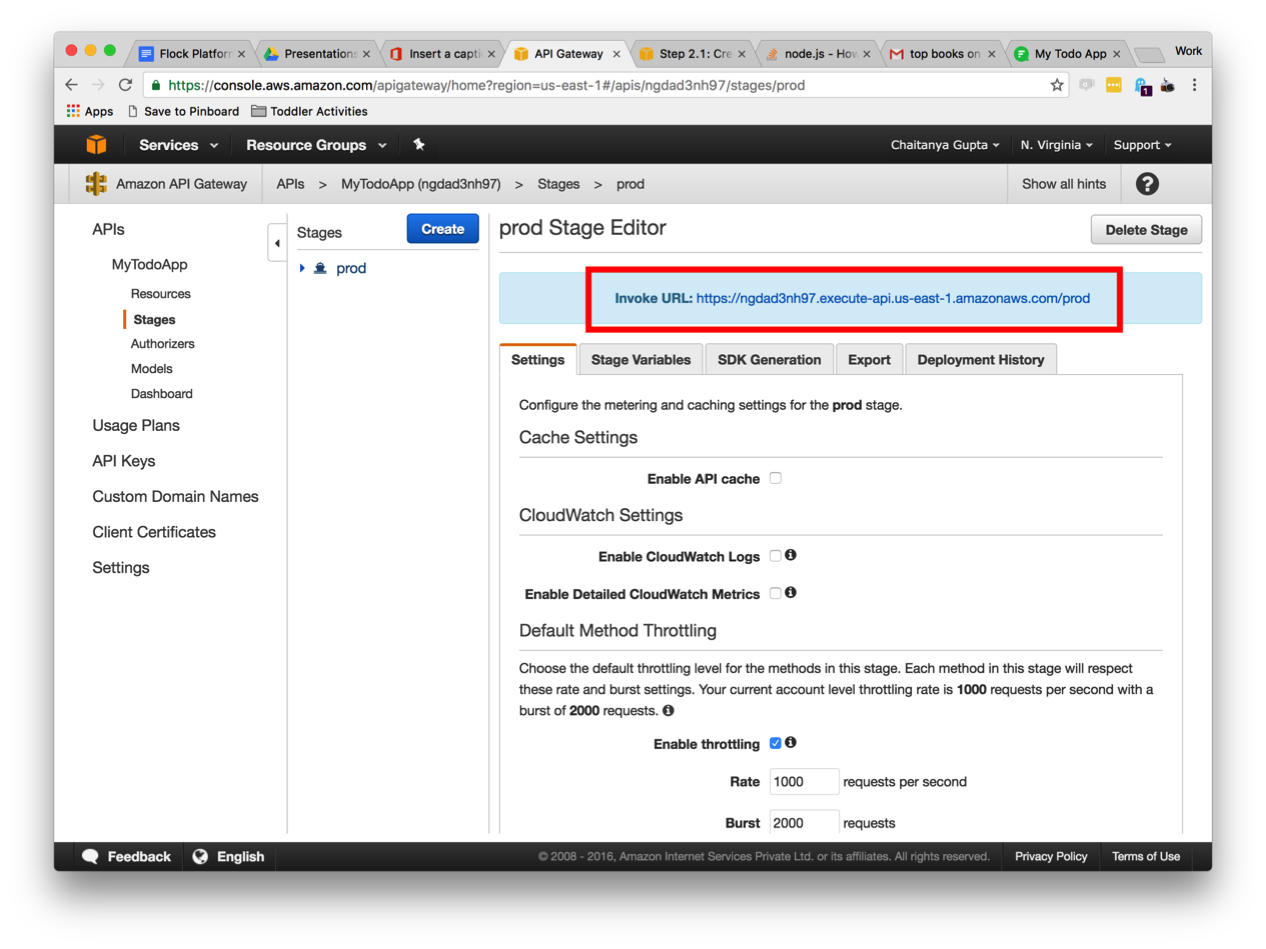 Flock Platforn
Presentations
Insert a captio
API Gateway
Step 2.1: Cre
node.js - How
top books on
My Todo App
Work
https://console.aws.amazon.com/apigateway/home?region=us-east-1#/apis/ngdad3nh97/stages/prod
1
Apps
Save to Pinboard
Toddler Activities
Services
Resource Groups
Chaitanya Gupta
N. Virginia
Support
Amazon API Gateway
APIs > MyTodoApp (ngdad3nh97) > Stages > prod
Show all hints
?
APIs
MyTodoApp
Resources
Stages
Authorizers
Models
Dashboard
Usage Plans
API Keys
Custom Domain Names
Client Certificates
Settings
Stages
Create
prod
prod Stage Editor
Delete Stage
Invoke URL: https://ngdad3nh97.execute-api.us-east-1.amazonaws.com/prod
Settings
Stage Variables
SDK Generation
Export
Deployment History
Configure the metering and caching settings for the prod stage.
Cache Settings
Enable API cache
CloudWatch Settings
Enable CloudWatch Logs
Enable Detailed CloudWatch Metrics
Default Method Throttling
Choose the default throttling level for the methods in this stage. Each method in this stage will respect
these rate and burst settings. Your current account level throttling rate is 1000 requests per second with a
burst of 2000 requests.
Enable throttling
Rate 1000 requests per second
Burst 2000 requests
Feedback
English
© 2008 - 2016, Amazon Internet Services Private Ltd. or its affiliates. All rights reserved.
Privacy Policy
Terms of Use